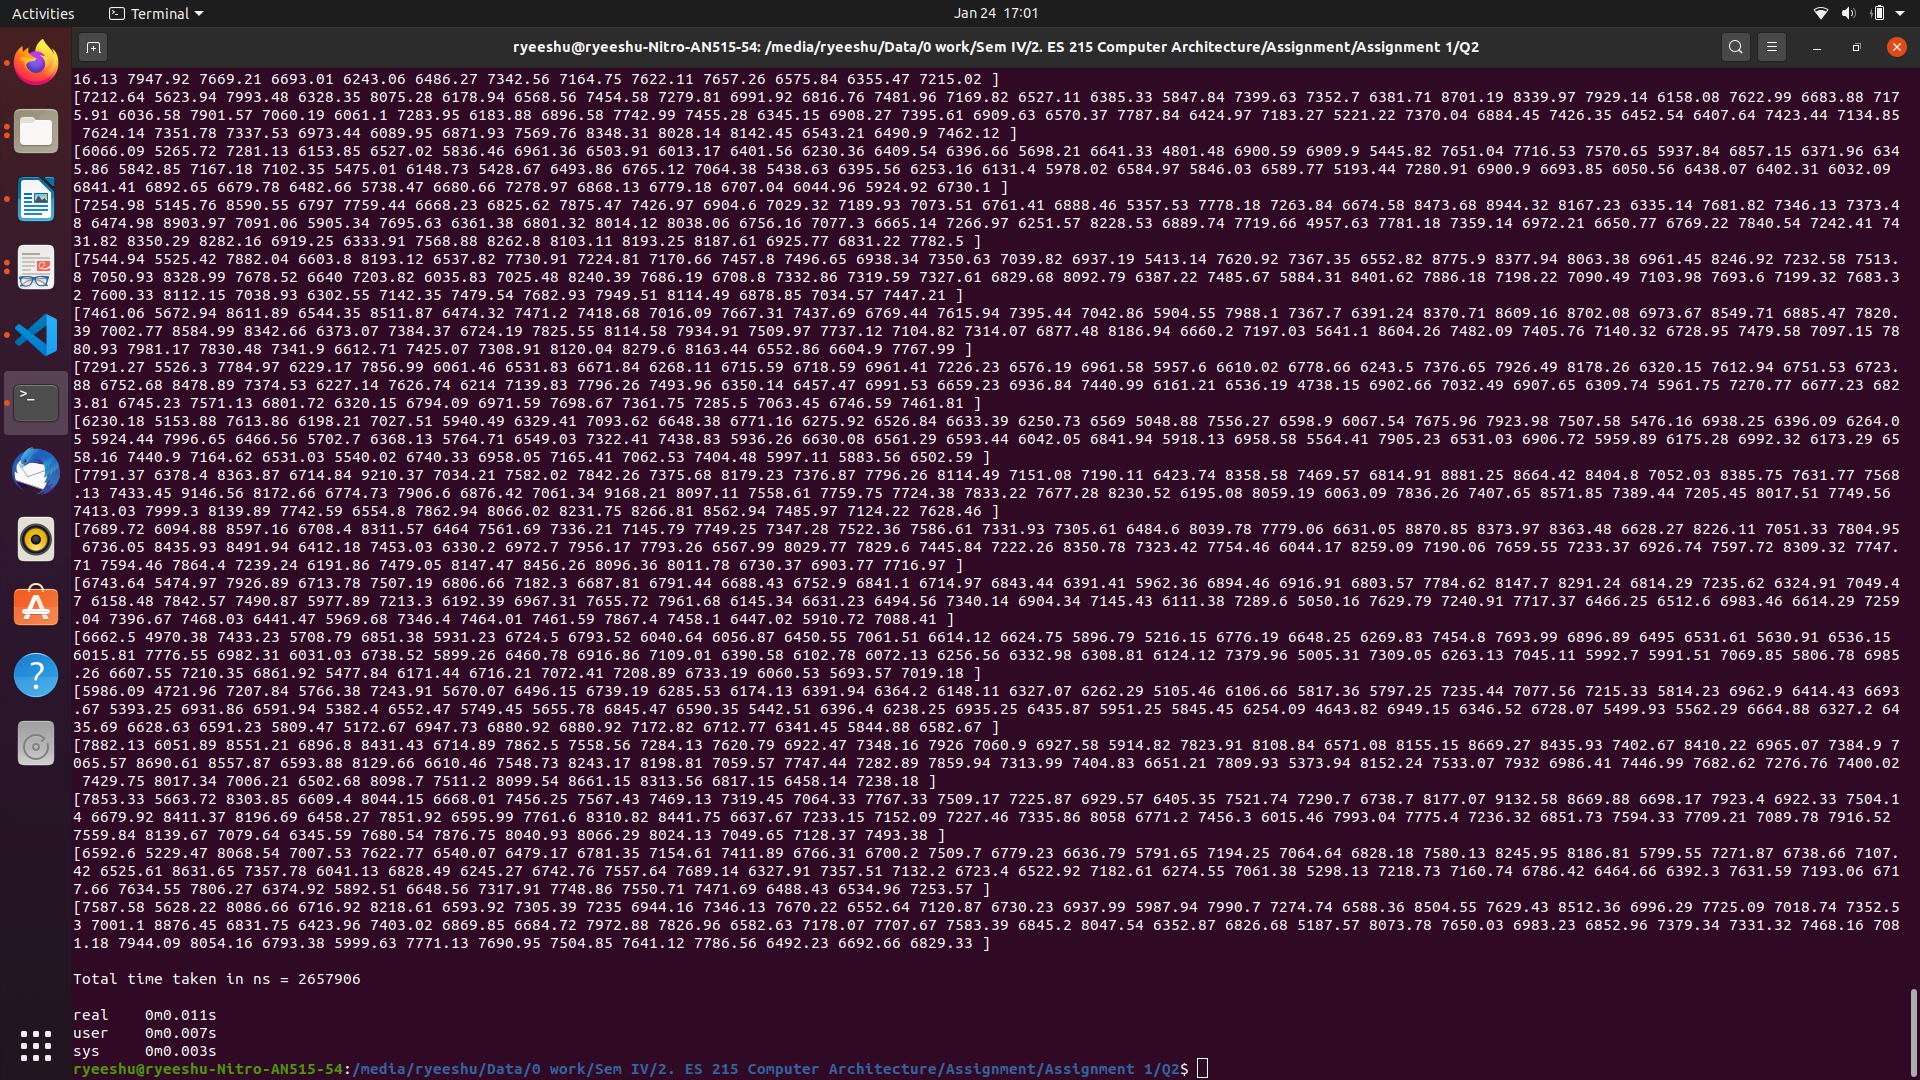 Activities
Terminal
Jan 24 17:01
ryeeshu@ryeeshu-Nitro-AN515-54: /media/ryeeshu/Data/0 work/Sem IV/2. ES 215 Computer Architecture/Assignment/Assignment 1/Q2
16.13 7947.92 7669.21 6693.01 6243.06 6486.27 7342.56 7164.75 7622.11 7657.26 6575.84 6355.47 7215.02 ]
[7212.64 5623.94 7993.48 6328.35 8075.28 6178.94 6568.56 7454.58 7279.81 6991.92 6816.76 7481.96 7169.82 6527.11 6385.33 5847.84 7399.63 7352.7 6381.71 8701.19 8339.97 7929.14 6158.08 7622.99 6683.88 717
5.91 6036.58 7901.57 7060.19 6061.1 7283.95 6183.88 6896.58 7742.99 7455.28 6345.15 6908.27 7395.61 6909.63 6570.37 7787.84 6424.97 7183.27 5221.22 7370.04 6884.45 7426.35 6452.54 6407.64 7423.44 7134.85
7624.14 7351.78 7337.53 6973.44 6089.95 6871.93 7569.76 8348.31 8028.14 8142.45 6543.21 6490.9 7462.12 ]
[6066.09 5265.72 7281.13 6153.85 6527.02 5836.46 6961.36 6503.91 6013.17 6401.56 6230.36 6409.54 6396.66 5698.21 6641.33 4801.48 6900.59 6909.9 5445.82 7651.04 7716.53 7570.65 5937.84 6857.15 6371.96 634
5.86 5842.85 7167.18 7102.35 5475.01 6148.73 5428.67 6493.86 6765.12 7064.38 5438.63 6395.56 6253.16 6131.4 5978.02 6584.97 5846.03 6589.77 5193.44 7280.91 6900.9 6693.85 6050.56 6438.07 6402.31 6032.09
6841.41 6892.65 6679.78 6482.66 5738.47 6680.66 7278.97 6868.13 6779.18 6707.04 6044.96 5924.92 6730.1 ]
[7254.98 5145.76 8590.55 6797 7759.44 6668.23 6825.62 7875.47 7426.97 6904.6 7029.32 7189.93 7073.51 6761.41 6888.46 5357.53 7778.18 7263.84 6674.58 8473.68 8944.32 8167.23 6335.14 7681.82 7346.13 7373.4
8 6474.98 8903.97 7091.06 5905.34 7695.63 6361.38 6801.32 8014.12 8038.06 6756.16 7077.3 6665.14 7266.97 6251.57 8228.53 6889.74 7719.66 4957.63 7781.18 7359.14 6972.21 6650.77 6769.22 7840.54 7242.41 74
31.82 8350.29 8282.16 6919.25 6333.91 7568.88 8262.8 8103.11 8193.25 8187.61 6925.77 6831.22 7782.5 ]
[7544.94 5525.42 7882.04 6603.8 8193.12 6537.82 7730.91 7224.81 7170.66 7457.8 7496.65 6938.34 7350.63 7039.82 6937.19 5413.14 7620.92 7367.35 6552.82 8775.9 8377.94 8063.38 6961.45 8246.92 7232.58 7513.
8 7050.93 8328.99 7678.52 6640 7203.82 6035.83 7025.48 8240.39 7686.19 6708.8 7332.86 7319.59 7327.61 6829.68 8092.79 6387.22 7485.67 5884.31 8401.62 7886.18 7198.22 7090.49 7103.98 7693.6 7199.32 7683.3
2 7600.33 8112.15 7038.93 6302.55 7142.35 7479.54 7682.93 7949.51 8114.49 6878.85 7034.57 7447.21 ]
[7461.06 5672.94 8611.89 6544.35 8511.87 6474.32 7471.2 7418.68 7016.09 7667.31 7437.69 6769.44 7615.94 7395.44 7042.86 5904.55 7988.1 7367.7 6391.24 8370.71 8609.16 8702.08 6973.67 8549.71 6885.47 7820.
39 7002.77 8584.99 8342.66 6373.07 7384.37 6724.19 7825.55 8114.58 7934.91 7509.97 7737.12 7104.82 7314.07 6877.48 8186.94 6660.2 7197.03 5641.1 8604.26 7482.09 7405.76 7140.32 6728.95 7479.58 7097.15 78
80.93 7981.17 7830.48 7341.9 6612.71 7425.07 7308.91 8120.04 8279.6 8163.44 6552.86 6604.9 7767.99 ]
[7291.27 5526.3 7784.97 6229.17 7856.99 6061.46 6531.83 6671.84 6268.11 6715.59 6718.59 6961.41 7226.23 6576.19 6961.58 5957.6 6610.02 6778.66 6243.5 7376.65 7926.49 8178.26 6320.15 7612.94 6751.53 6723.
88 6752.68 8478.89 7374.53 6227.14 7626.74 6214 7139.83 7796.26 7493.96 6350.14 6457.47 6991.53 6659.23 6936.84 7440.99 6161.21 6536.19 4738.15 6902.66 7032.49 6907.65 6309.74 5961.75 7270.77 6677.23 682
3.81 6745.23 7571.13 6801.72 6320.15 6794.09 6971.59 7698.67 7361.75 7285.5 7063.45 6746.59 7461.81 ]
[6230.18 5153.88 7613.86 6198.21 7027.51 5940.49 6329.41 7093.62 6648.38 6771.16 6275.92 6526.84 6633.39 6250.73 6569 5048.88 7556.27 6598.9 6067.54 7675.96 7923.98 7507.58 5476.16 6938.25 6396.09 6264.0
5 5924.44 7996.65 6466.56 5702.7 6368.13 5764.71 6549.03 7322.41 7438.83 5936.26 6630.08 6561.29 6593.44 6042.05 6841.94 5918.13 6958.58 5564.41 7905.23 6531.03 6906.72 5959.89 6175.28 6992.32 6173.29 65
58.16 7440.9 7164.62 6531.03 5540.02 6740.33 6958.05 7165.41 7062.53 7404.48 5997.11 5883.56 6502.59 ]
[7791.37 6378.4 8363.87 6714.84 9210.37 7034.21 7582.02 7842.26 7375.68 8179.23 7376.87 7796.26 8114.49 7151.08 7190.11 6423.74 8358.58 7469.57 6814.91 8881.25 8664.42 8404.8 7052.03 8385.75 7631.77 7568
.13 7433.45 9146.56 8172.66 6774.73 7906.6 6876.42 7061.34 9168.21 8097.11 7558.61 7759.75 7724.38 7833.22 7677.28 8230.52 6195.08 8059.19 6063.09 7836.26 7407.65 8571.85 7389.44 7205.45 8017.51 7749.56
7413.03 7999.3 8139.89 7742.59 6554.8 7862.94 8066.02 8231.75 8266.81 8562.94 7485.97 7124.22 7628.46 ]
[7689.72 6094.88 8597.16 6708.4 8311.57 6464 7561.69 7336.21 7145.79 7749.25 7347.28 7522.36 7586.61 7331.93 7305.61 6484.6 8039.78 7779.06 6631.05 8870.85 8373.97 8363.48 6628.27 8226.11 7051.33 7804.95
6736.05 8435.93 8491.94 6412.18 7453.03 6330.2 6972.7 7956.17 7793.26 6567.99 8029.77 7829.6 7445.84 7222.26 8350.78 7323.42 7754.46 6044.17 8259.09 7190.06 7659.55 7233.37 6926.74 7597.72 8309.32 7747.
71 7594.46 7864.4 7239.24 6191.86 7479.05 8147.47 8456.26 8096.36 8011.78 6730.37 6903.77 7716.97 ]
[6743.64 5474.97 7926.89 6713.78 7507.19 6806.66 7182.3 6687.81 6791.44 6688.43 6752.9 6841.1 6714.97 6843.44 6391.41 5962.36 6894.46 6916.91 6803.57 7784.62 8147.7 8291.24 6814.29 7235.62 6324.91 7049.4
7 6158.48 7842.57 7490.87 5977.89 7213.3 6192.39 6967.31 7655.72 7961.68 6145.34 6631.23 6494.56 7340.14 6904.34 7145.43 6111.38 7289.6 5050.16 7629.79 7240.91 7717.37 6466.25 6512.6 6983.46 6614.29 7259
.04 7396.67 7468.03 6441.47 5969.68 7346.4 7464.01 7461.59 7867.4 7458.1 6447.02 5910.72 7088.41 ]
[6662.5 4970.38 7433.23 5708.79 6851.38 5931.23 6724.5 6793.52 6040.64 6056.87 6450.55 7061.51 6614.12 6624.75 5896.79 5216.15 6776.19 6648.25 6269.83 7454.8 7693.99 6896.89 6495 6531.61 5630.91 6536.15
6015.81 7776.55 6982.31 6031.03 6738.52 5899.26 6460.78 6916.86 7109.01 6390.58 6102.78 6072.13 6256.56 6332.98 6308.81 6124.12 7379.96 5005.31 7309.05 6263.13 7045.11 5992.7 5991.51 7069.85 5806.78 6985
.26 6607.55 7210.35 6861.92 5477.84 6171.44 6716.21 7072.41 7208.89 6733.19 6060.53 5693.57 7019.18 ]
[5986.09 4721.96 7207.84 5766.38 7243.91 5670.07 6496.15 6739.19 6285.53 6174.13 6391.94 6364.2 6148.11 6327.07 6262.29 5105.46 6106.66 5817.36 5797.25 7235.44 7077.56 7215.33 5814.23 6962.9 6414.43 6693
.67 5393.25 6931.86 6591.94 5382.4 6552.47 5749.45 5655.78 6845.47 6590.35 5442.51 6396.4 6238.25 6935.25 6435.87 5951.25 5845.45 6254.09 4643.82 6949.15 6346.52 6728.07 5499.93 5562.29 6664.88 6327.2 64
35.69 6628.63 6591.23 5809.47 5172.67 6947.73 6880.92 6880.92 7172.82 6712.77 6341.45 5844.88 6582.67 ]
[7882.13 6051.89 8551.21 6896.8 8431.43 6714.89 7862.5 7558.56 7284.13 7620.79 6922.47 7348.16 7926 7060.9 6927.58 5914.82 7823.91 8108.84 6571.08 8155.15 8669.27 8435.93 7402.67 8410.22 6965.07 7384.9 7
065.57 8690.61 8557.87 6593.88 8129.66 6610.46 7548.73 8243.17 8198.81 7059.57 7747.44 7282.89 7859.94 7313.99 7404.83 6651.21 7809.93 5373.94 8152.24 7533.07 7932 6986.41 7446.99 7682.62 7276.76 7400.02
7429.75 8017.34 7006.21 6502.68 8098.7 7511.2 8099.54 8661.15 8313.56 6817.15 6458.14 7238.18 ]
[7853.33 5663.72 8303.85 6609.4 8044.15 6668.01 7456.25 7567.43 7469.13 7319.45 7064.33 7767.33 7509.17 7225.87 6929.57 6405.35 7521.74 7290.7 6738.7 8177.07 9132.58 8669.88 6698.17 7923.4 6922.33 7504.1
4 6679.92 8411.37 8196.69 6458.27 7851.92 6595.99 7761.6 8310.82 8441.75 6637.67 7233.15 7152.09 7227.46 7335.86 8058 6771.2 7456.3 6015.46 7993.04 7775.4 7236.32 6851.73 7594.33 7709.21 7089.78 7916.52
7559.84 8139.67 7079.64 6345.59 7680.54 7876.75 8040.93 8066.29 8024.13 7049.65 7128.37 7493.38 ]
[6592.6 5229.47 8068.54 7007.53 7622.77 6540.07 6479.17 6781.35 7154.61 7411.89 6766.31 6700.2 7509.7 6779.23 6636.79 5791.65 7194.25 7064.64 6828.18 7580.13 8245.95 8186.81 5799.55 7271.87 6738.66 7107.
42 6525.61 8631.65 7357.78 6041.13 6828.49 6245.27 6742.76 7557.64 7689.14 6327.91 7357.51 7132.2 6723.4 6522.92 7182.61 6274.55 7061.38 5298.13 7218.73 7160.74 6786.42 6464.66 6392.3 7631.59 7193.06 671
7.66 7634.55 7806.27 6374.92 5892.51 6648.56 7317.91 7748.86 7550.71 7471.69 6488.43 6534.96 7253.57 ]
[7587.58 5628.22 8086.66 6716.92 8218.61 6593.92 7305.39 7235 6944.16 7346.13 7670.22 6552.64 7120.87 6730.23 6937.99 5987.94 7990.7 7274.74 6588.36 8504.55 7629.43 8512.36 6996.29 7725.09 7018.74 7352.5
3 7001.1 8876.45 6831.75 6423.96 7403.02 6869.85 6684.72 7972.88 7826.96 6582.63 7178.07 7707.67 7583.39 6845.2 8047.54 6352.87 6826.68 5187.57 8073.78 7650.03 6983.23 6852.96 7379.34 7331.32 7468.16 708
1.18 7944.09 8054.16 6793.38 5999.63 7771.13 7690.95 7504.85 7641.12 7786.56 6492.23 6692.66 6829.33 ]
Total time taken in ns = 2657906
real 0m0.011s
user 0m0.007s
sys 0m0.003s
ryeeshu@ryeeshu-Nitro-AN515-54:/media/ryeeshu/Data/0 work/Sem IV/2. ES 215 Computer Architecture/Assignment/Assignment 1/Q2$